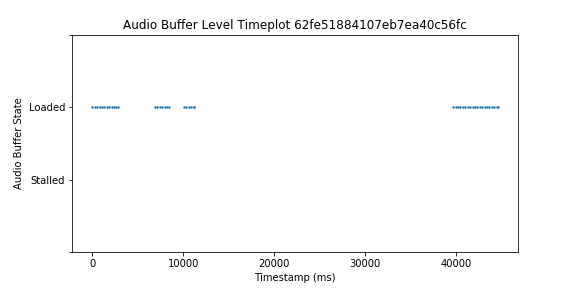 Audio Buffer Level Timeplot 62fe51884107eb7ea40c56fc
Audio Buffer State
Loaded
Stalled
0 10000 20000 30000 40000
Timestamp (ms)